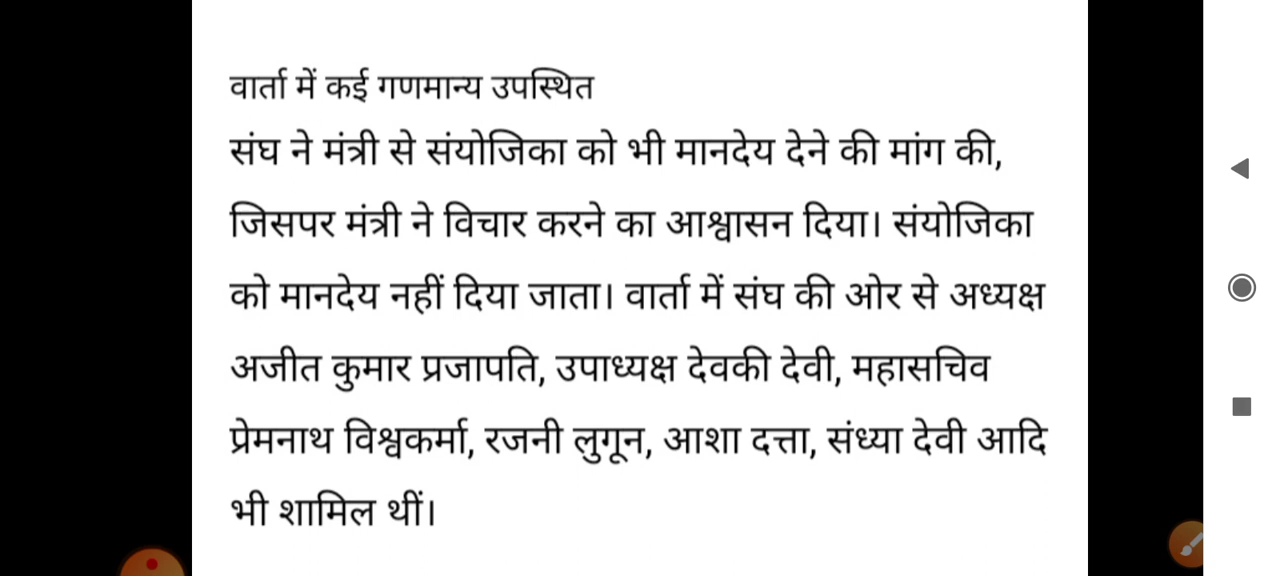 वार्ता में कई गणमान्य उपस्थित
संघ ने मंत्री से संयोजिका को भी मानदेय देने की मांग की,
जिसपर मंत्री ने विचार करने का आश्वासन दिया। संयोजिका
को मानदेय नहीं दिया जाता। वार्ता में संघ की ओर से अध्यक्ष
अजीत कुमार प्रजापति, उपाध्यक्ष देवकी देवी, महासचिव
प्रेमनाथ विश्वकर्मा, रजनी लुगून, आशा दत्ता, संध्या देवी आदि
भी शामिल थीं।